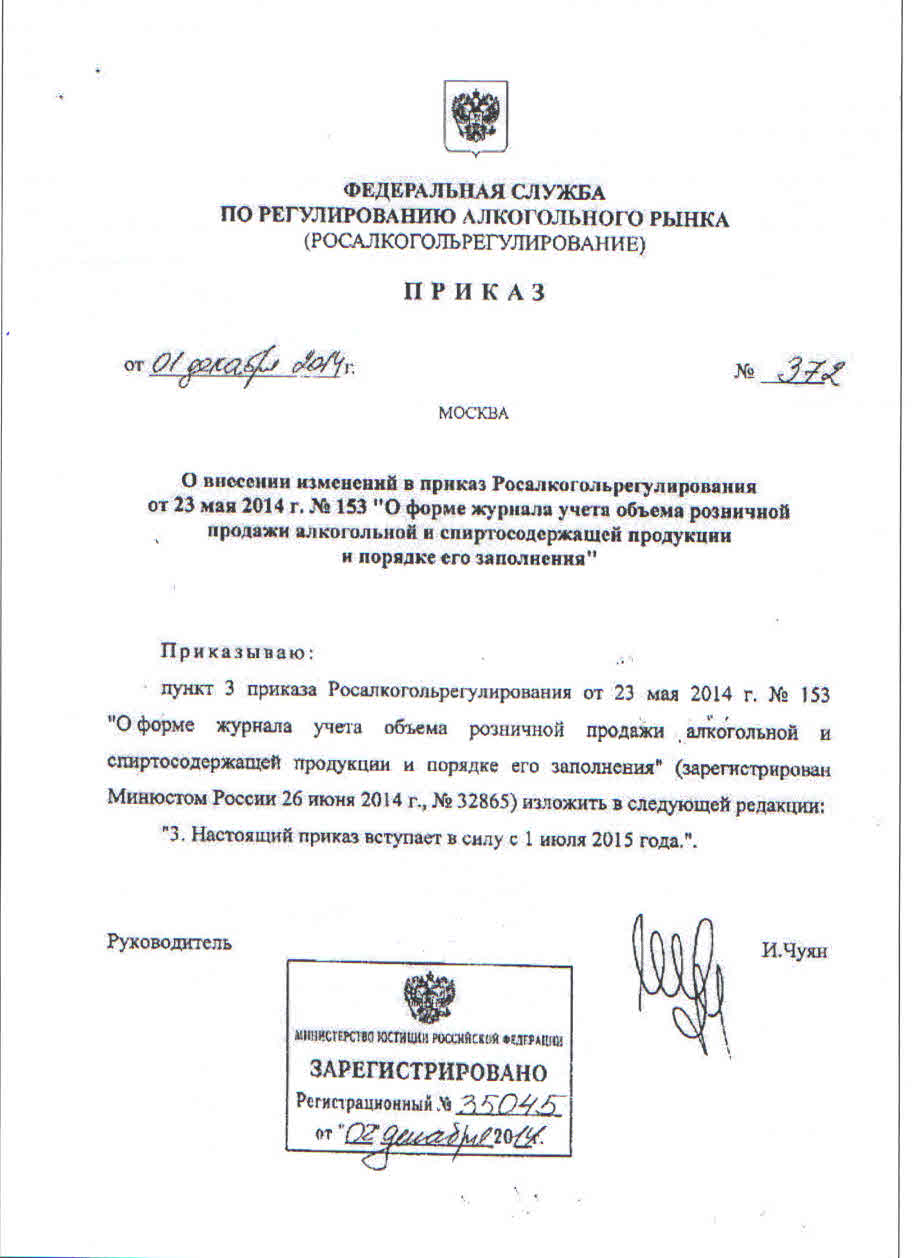 ФЕДЕРАЛЬНАЯ СЛУЖБА
ПО РЕГУЛИРОВАНИЮ АЛКОГОЛЬНОГО РЫНКА
(РОСАЛКОГОЛЬРЕГУЛИРОВАНИЕ)
ПРИКАЗ
от 01 декабря 2014 г.
№ 372
МОСКВА
О внесении изменений в приказ Росалкогольрегулирования
от 23 мая 2014 г. № 153 "О форме журнала учета объема розничной
продажи алкогольной и спиртосодержащей продукции
и порядке его заполнения"
Приказываю:
пункт 3 приказа Росалкогольрегулирования от 23 мая 2014 г. № 153
"О форме журнала учета объема розничной продажи алкогольной и
спиртосодержащей продукции и порядке его заполнения" (зарегистрирован
Минюстом России 26 июня 2014 г., № 32865) изложить в следующей редакции:
"3. Настоящий приказ вступает в силу с 1 июля 2015 года.".
Руководитель
И.Чуян
МИНИСТЕРСТВО ЮСТИЦИИ РОССИЙСКОЙ ФЕДЕРАЦИИ
ЗАРЕГИСТРИРОВАНО
Регистрационный № 35045
от "02" декабря 2014.